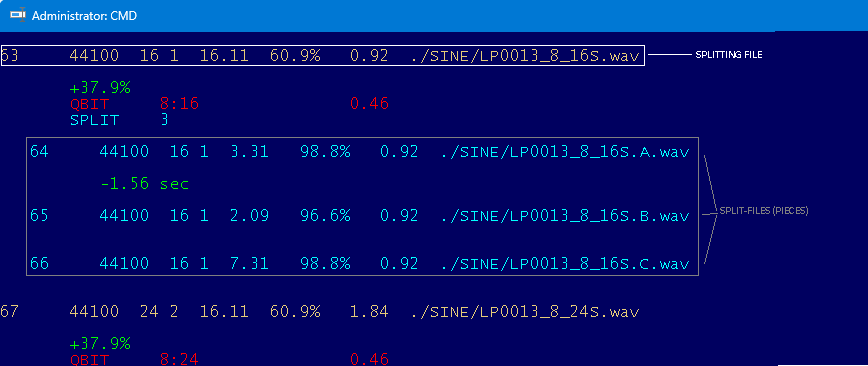 Administrator: CMD
63 44100 16 1 16.11 60.9% 0.92 ./SINE/LP0013_8_16S.wav SPLITTING FILE
+37.9%
QBIT 8:16 0.46
SPLIT 3
64 44100 16 1 3.31 98.8% 0.92 ./SINE/LP0013_8_16S.A.wav
-1.56 sec
65 44100 16 1 2.09 96.6% 0.92 ./SINE/LP0013_8_16S.B.wav SPLIT-FILES (PIECES)
66 44100 16 1 7.31 98.8% 0.92 ./SINE/LP0013_8_16S.C.wav
67 44100 24 2 16.11 60.9% 1.84 ./SINE/LP0013_8_24S.wav
+37.9%
QBIT 8:24 0.46